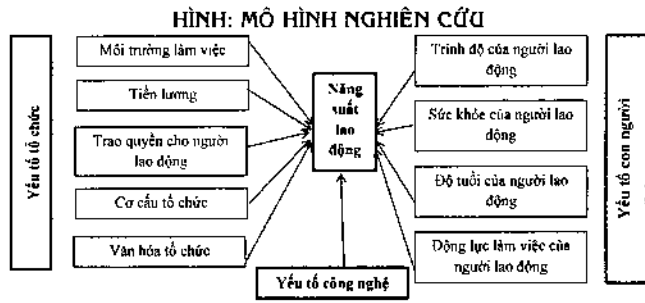 HÌNH: MÔ HÌNH NGHIÊN CỨU
Yếu tố tổ chức
Môi trường làm việc
Tiền lương
Trao quyền cho người
lao động
Cơ cấu tổ chức
Văn hóa tổ chức
Năng
suất
lao
động
Yếu tố công nghệ
Trình độ của người lao
động
Sức khỏe của người lao
động
Độ tuổi của người lao
động
Động lực làm việc của
người lao động
Yếu tố con người